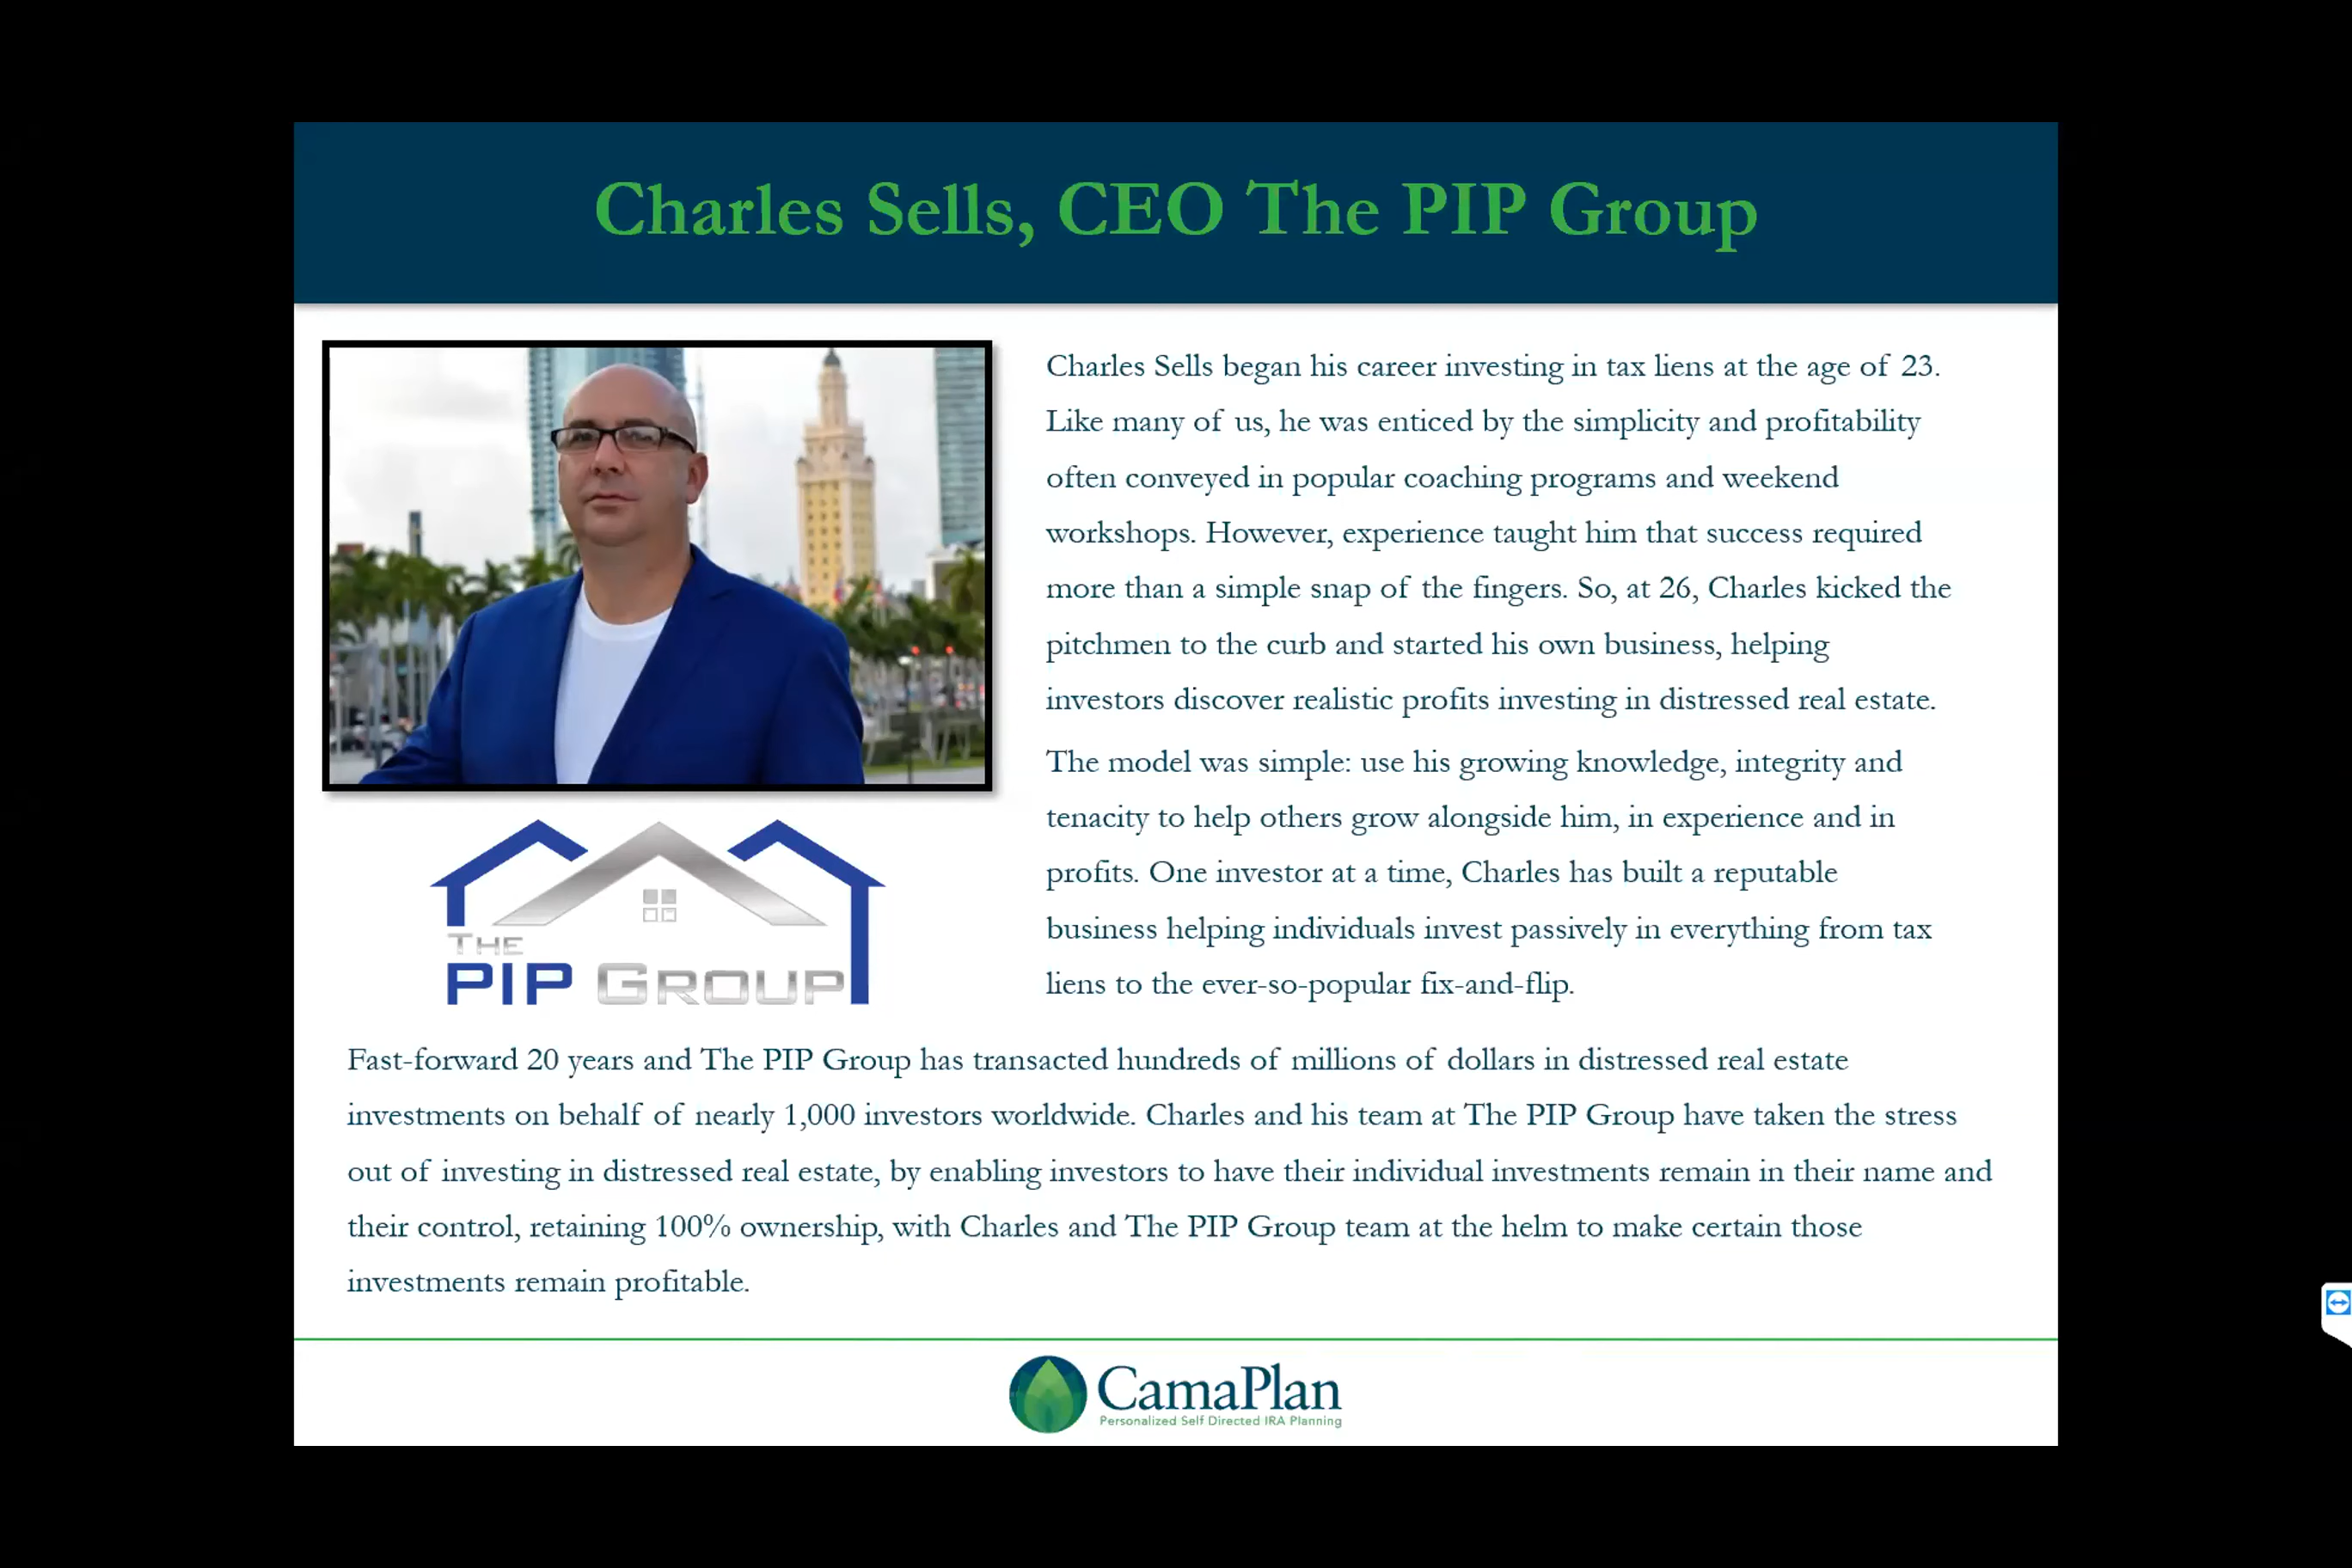 Charles Sells, CEO The PIP Group
Charles Sells began his career investing in tax liens at the age of 23.
Like many of us, he was enticed by the simplicity and profitability
often conveyed in popular coaching programs and weekend
workshops. However, experience taught him that success required
more than a simple snap of the fingers. So, at 26, Charles kicked the
pitchmen to the curb and started his own business, helping
investors discover realistic profits investing in distressed real estate.
The model was simple: use his growing knowledge, integrity and
tenacity to help others grow alongside him, in experience and in
profits. One investor at a time, Charles has built a reputable
business helping individuals invest passively in everything from tax
liens to the ever-so-popular fix-and-flip.
THE
PIP GROUP
Fast-forward 20 years and The PIP Group has transacted hundreds of millions of dollars in distressed real estate
investments on behalf of nearly 1,000 investors worldwide. Charles and his team at The PIP Group have taken the stress
out of investing in distressed real estate, by enabling investors to have their individual investments remain in their name and
their control, retaining 100% ownership, with Charles and The PIP Group team at the helm to make certain those
investments remain profitable.
CamaPlan
Personalized Self Directed IRA Planning